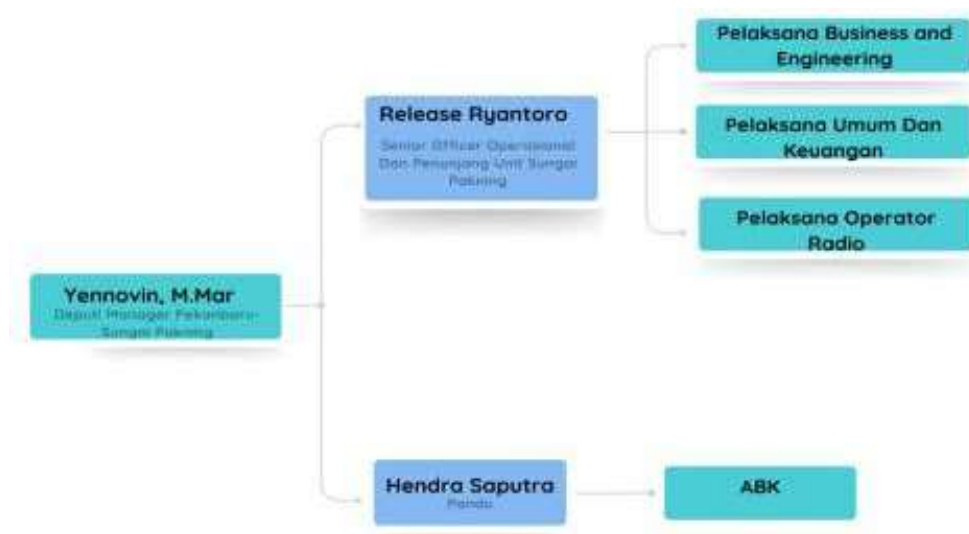 Pelaksana Business and
Engineering
Release Ryantoro
Senior Officer Operasional
Dan Penunjang Unit Sungai
Pakning
Pelaksana Umum Dan
Keuangan
Pelaksana Operator
Radio
Yennovin, M.Mar
Deputi Manager Pekanbaru-
Sungai Pakning
Hendra Saputra
Pandu
ABK